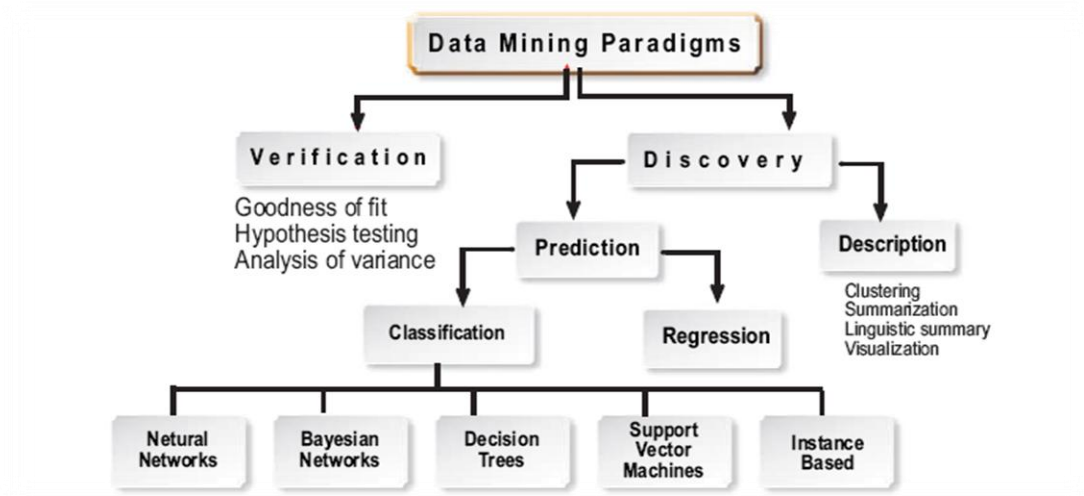 Data Mining Paradigms
Verification
Discovery
Goodness of fit
Hypothesis testing
Analysis of variance
Prediction
Description
Clustering
Summarization
Linguistic summary
Visualization
Classification
Regression
Netural
Networks
Bayesian
Networks
Decision
Trees
Support
Vector
Machines
Instance
Based